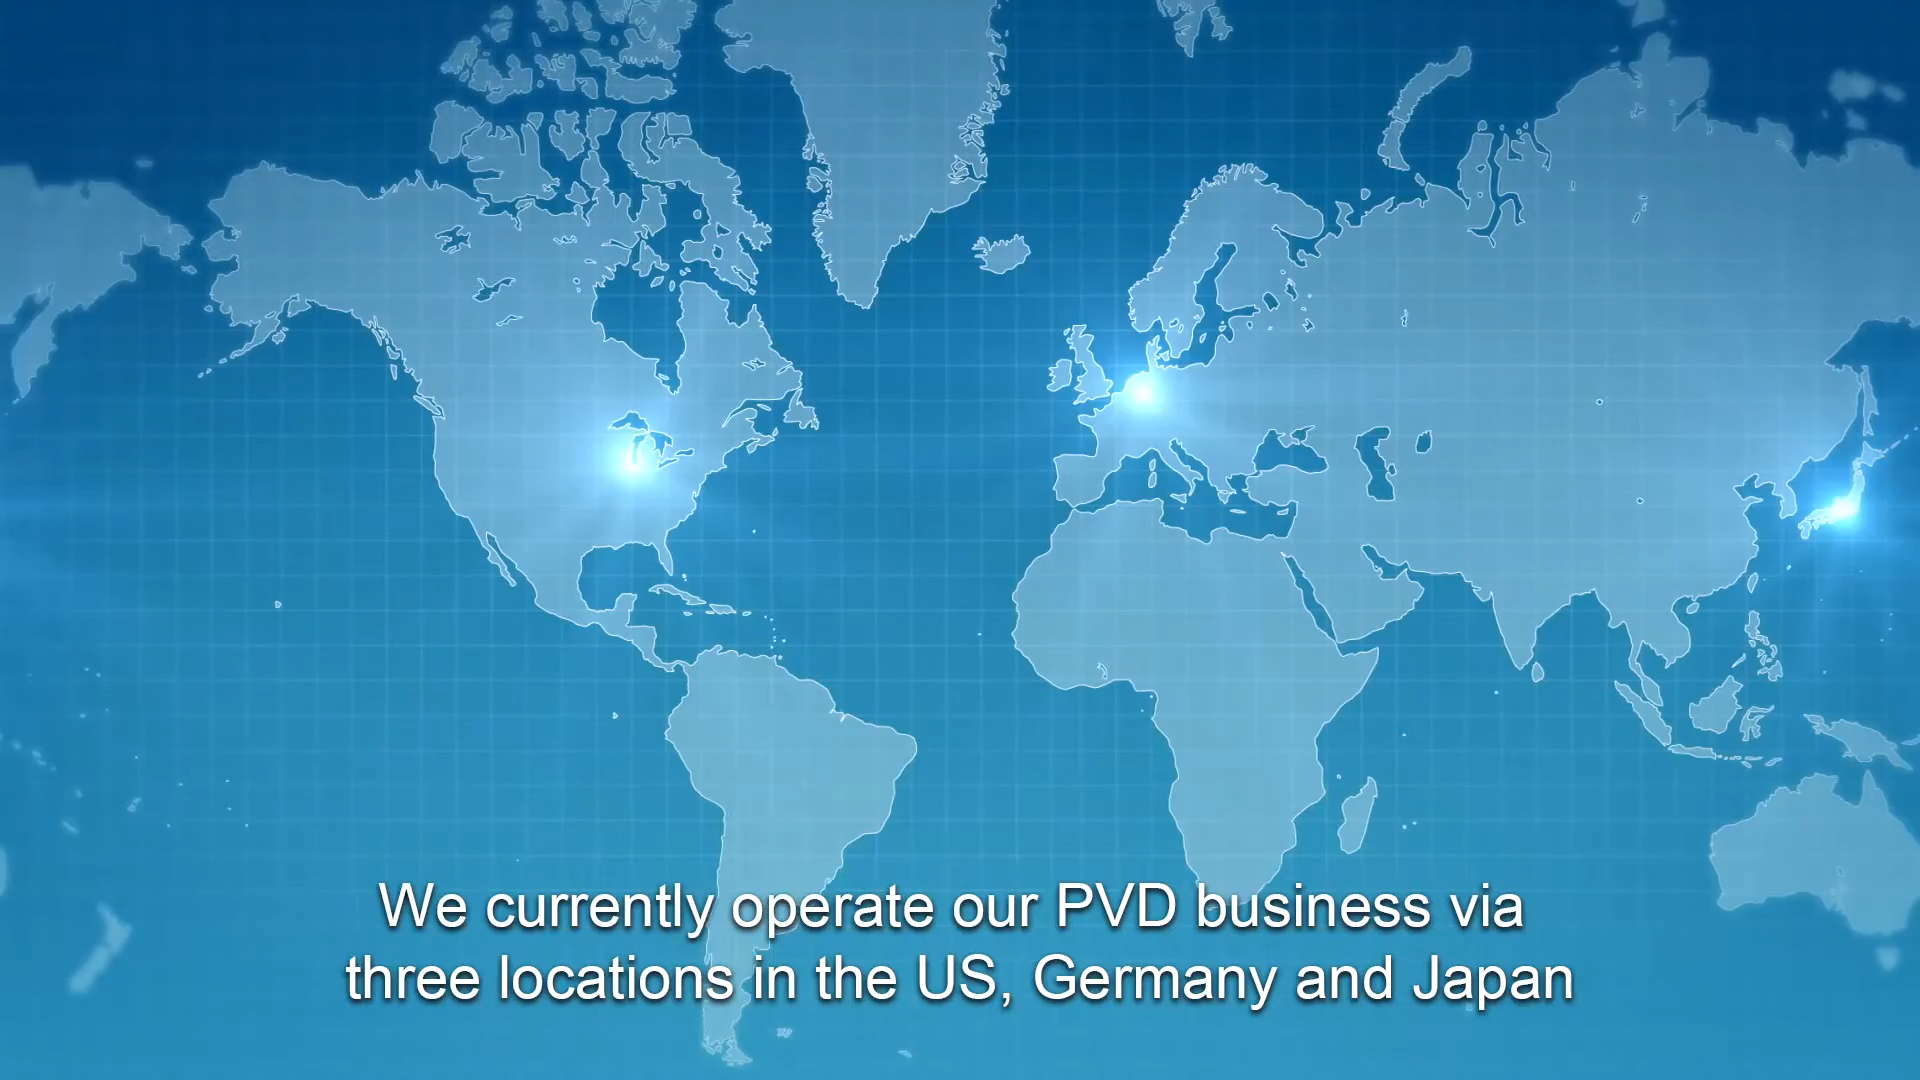 We currently operate our PVD business via
three locations in the US, Germany and Japan